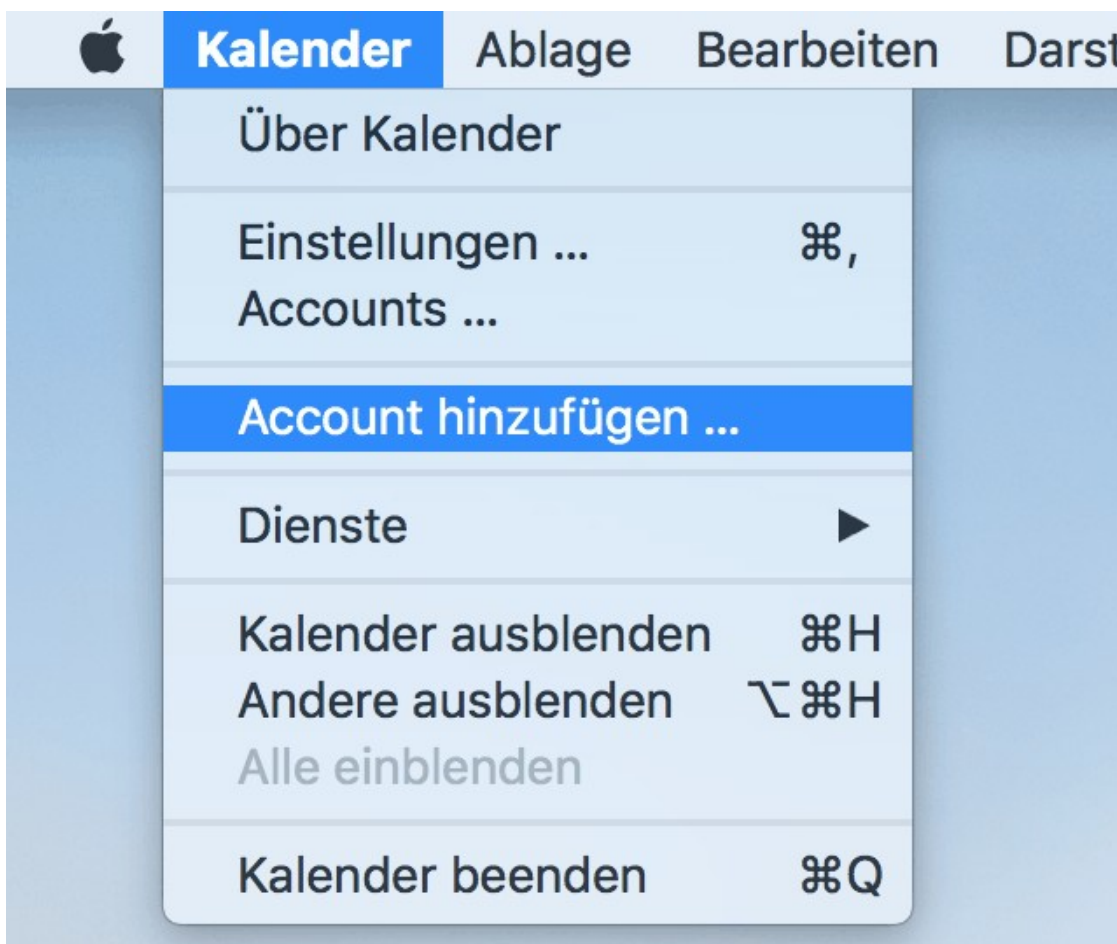 Kalender Ablage Bearbeiten Darst
Über Kalender
Einstellungen ... ⌘,
Accounts ...
Account hinzufügen ...
Dienste ▶
Kalender ausblenden ⌘H
Andere ausblenden ⌥⌘H
Alle einblenden
Kalender beenden ⌘Q